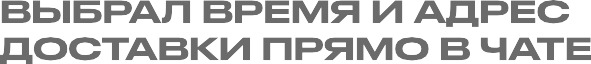 ВЫБРАЛ ВРЕМЯ И АДРЕС
ДОСТАВКИ ПРЯМО В ЧАТЕ